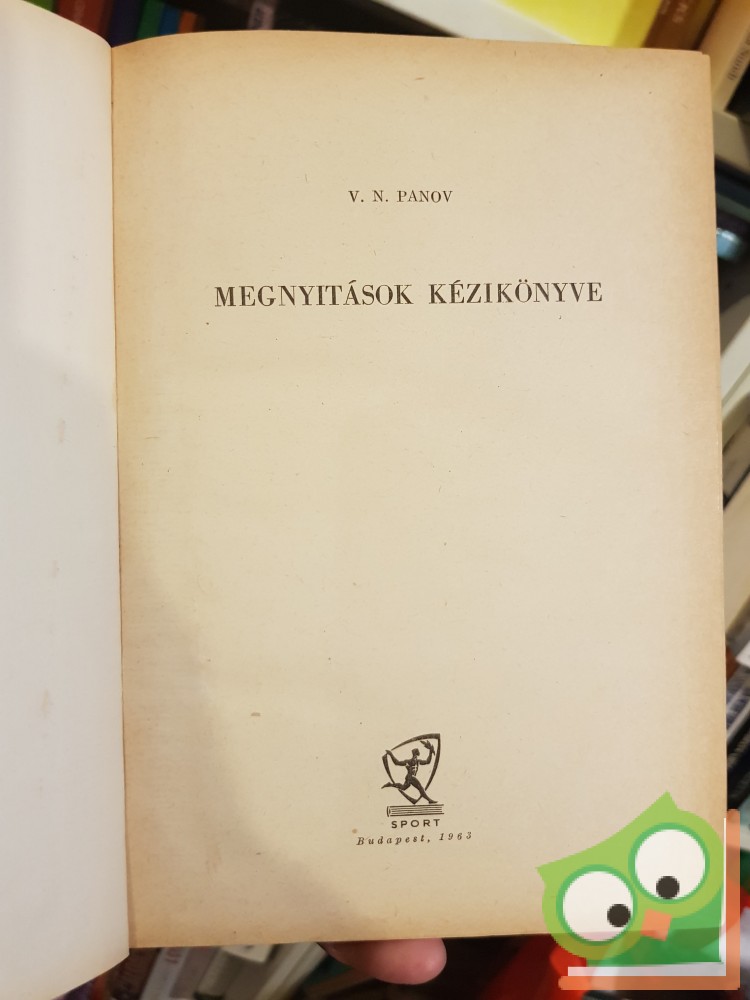 V. N. PANOV
MEGNYITÁSOK KÉZIKÖNYVE
SPORT
Budapest, 1963